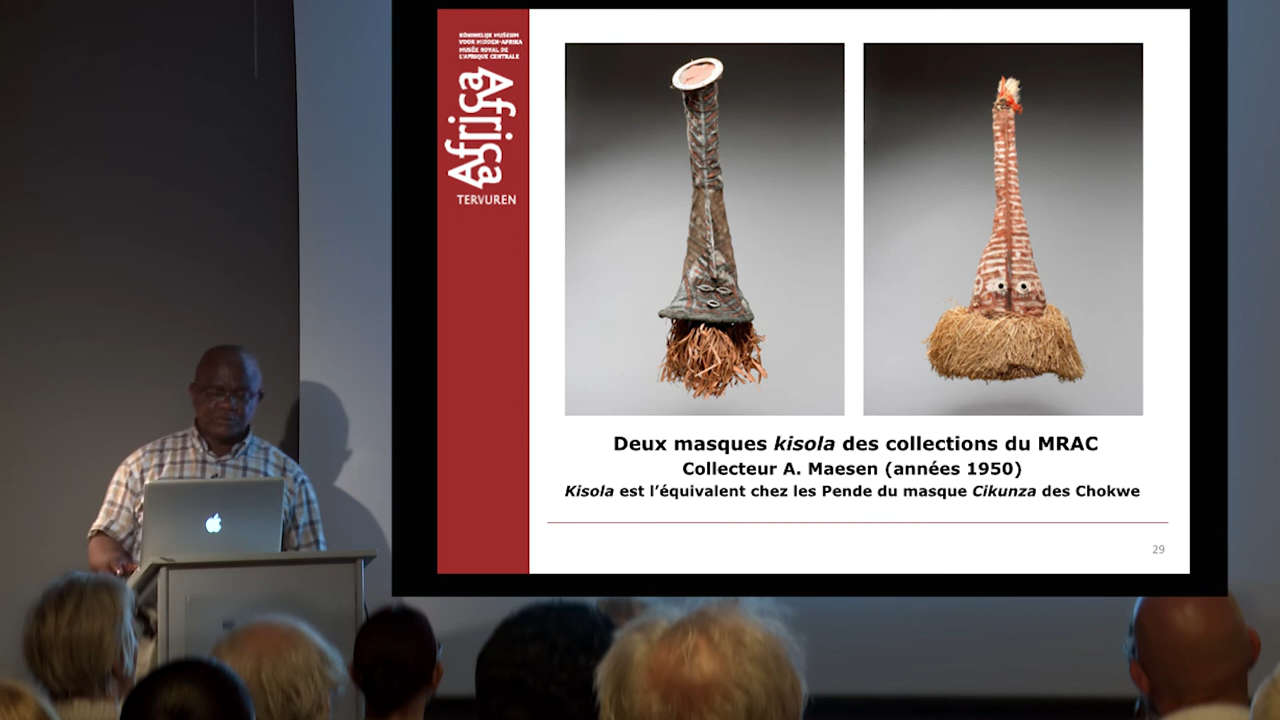 KONINKLIJK MUSEUM
VOOR MIDDEN-AFRIKA
MUSÉE ROYAL DE
L'AFRIQUE CENTRALE
Africa
Africa
TERVUREN
Deux masques kisola des collections du MRAC
Collecteur A. Maesen (années 1950)
Kisola est l’équivalent chez les Pende du masque Cikunza des Chokwe
29